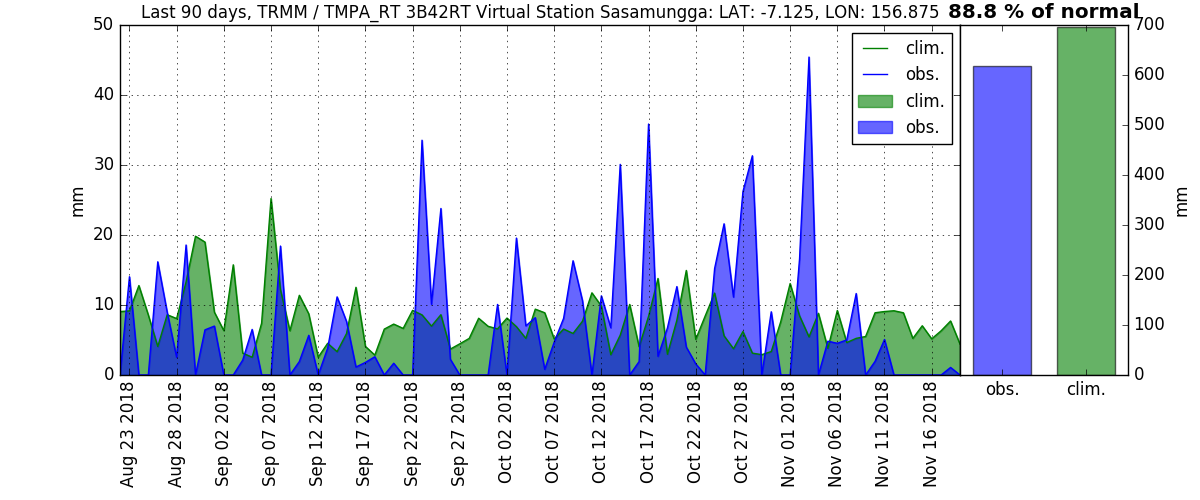 Last 90 days, TRMM / TMPA_RT 3B42RT Virtual Station Sasamungga: LAT: -7.125, LON: 156.875 88.8 % of normal
50
40
30
20
10
0
mm
clim.
obs.
clim.
obs.
700
600
500
400
300
200
100
0
mm
obs.
clim.
Aug 23 2018
Aug 28 2018
Sep 02 2018
Sep 07 2018
Sep 12 2018
Sep 17 2018
Sep 22 2018
Sep 27 2018
Oct 02 2018
Oct 07 2018
Oct 12 2018
Oct 17 2018
Oct 22 2018
Oct 27 2018
Nov 01 2018
Nov 06 2018
Nov 11 2018
Nov 16 2018